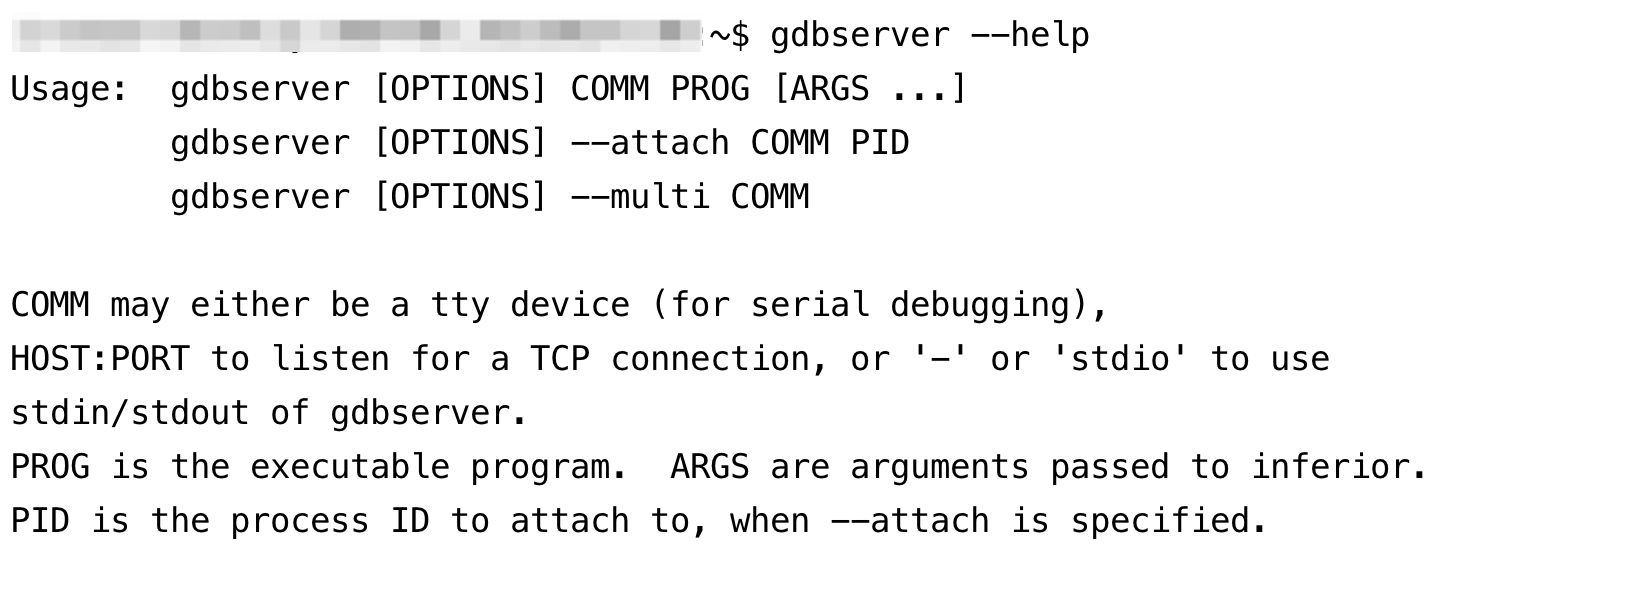 :~$ gdbserver --help
Usage:  gdbserver [OPTIONS] COMM PROG [ARGS ...]
        gdbserver [OPTIONS] --attach COMM PID
        gdbserver [OPTIONS] --multi COMM

COMM may either be a tty device (for serial debugging),
HOST:PORT to listen for a TCP connection, or '-' or 'stdio' to use
stdin/stdout of gdbserver.
PROG is the executable program.  ARGS are arguments passed to inferior.
PID is the process ID to attach to, when --attach is specified.